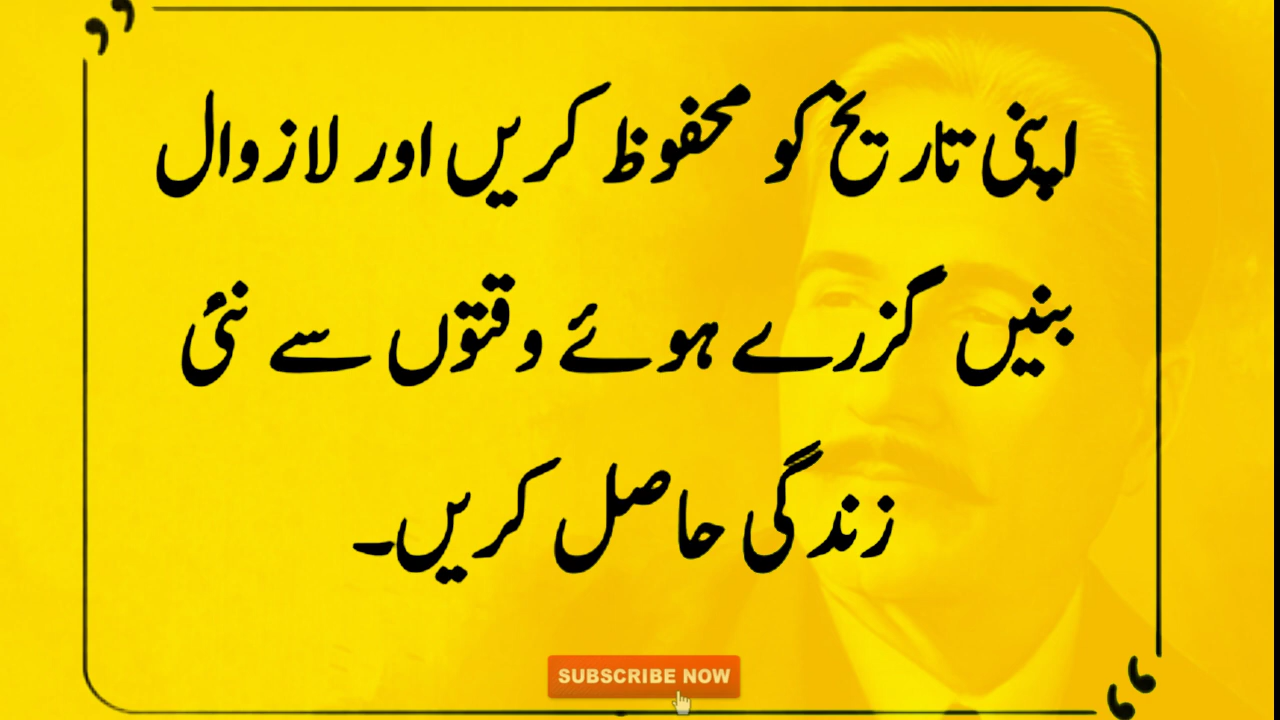 اپنی تاریخ کو محفوظ کریں اور لازوال
بنیں گزرے ہوئے وقتوں سے نئی
زندگی حاصل کریں۔
SUBSCRIBE NOW